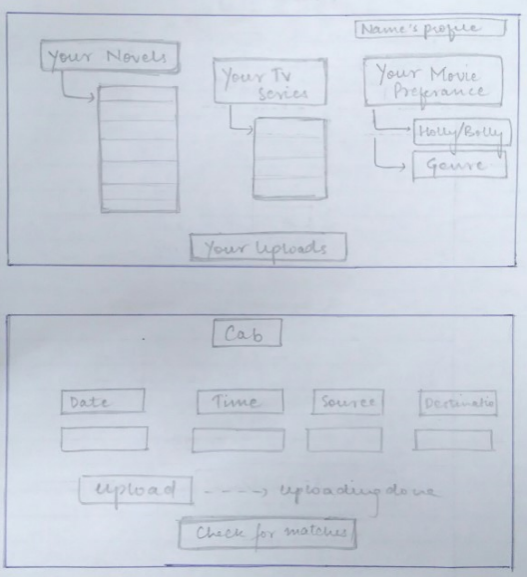 Name's profile
Your Novels
Your Tv
Series
Your Movie
Prefrance
Holly/Bolly
Genre
Your Uploads
Cab
Date
Time
Source
Destinatio
Upload
uploading done
Check for matches